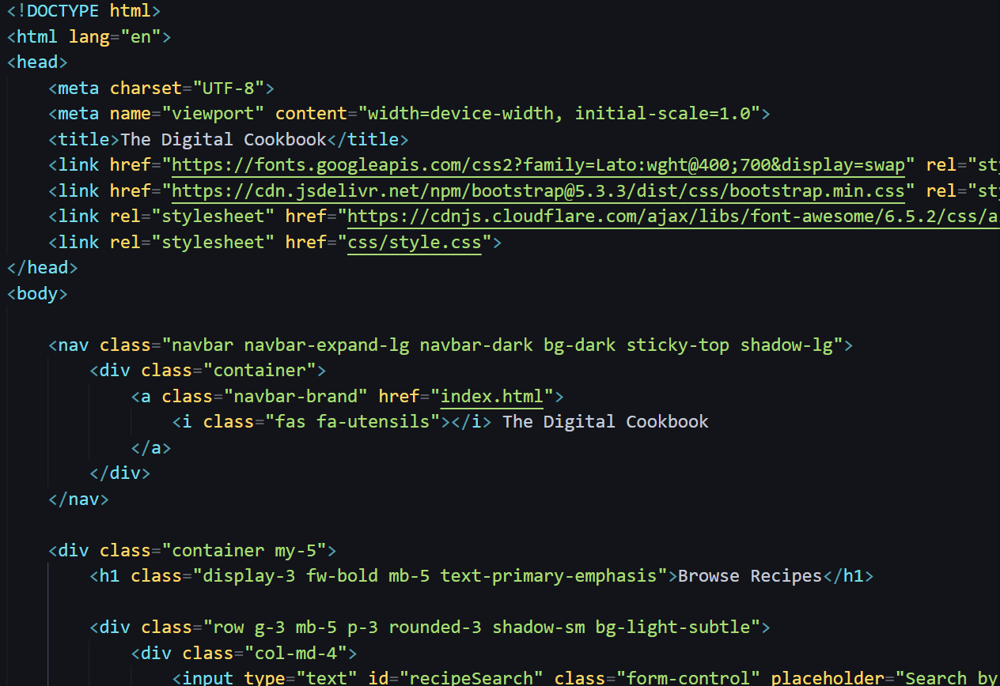 <!DOCTYPE html>
<html lang="en">
<head>
    <meta charset="UTF-8">
    <meta name="viewport" content="width=device-width, initial-scale=1.0">
    <title>The Digital Cookbook</title>
    <link href="https://fonts.googleapis.com/css2?family=Lato:wght@400;700&display=swap" rel="st
    <link href="https://cdn.jsdelivr.net/npm/bootstrap@5.3.3/dist/css/bootstrap.min.css" rel="st
    <link rel="stylesheet" href="https://cdnjs.cloudflare.com/ajax/libs/font-awesome/6.5.2/css/a
    <link rel="stylesheet" href="css/style.css">
</head>
<body>
    <nav class="navbar navbar-expand-lg navbar-dark bg-dark sticky-top shadow-lg">
        <div class="container">
            <a class="navbar-brand" href="index.html">
                <i class="fas fa-utensils"></i> The Digital Cookbook
            </a>
        </div>
    </nav>
    <div class="container my-5">
        <h1 class="display-3 fw-bold mb-5 text-primary-emphasis">Browse Recipes</h1>
        <div class="row g-3 mb-5 p-3 rounded-3 shadow-sm bg-light-subtle">
            <div class="col-md-4">
                <input type="text" id="recipeSearch" class="form-control" placeholder="Search by